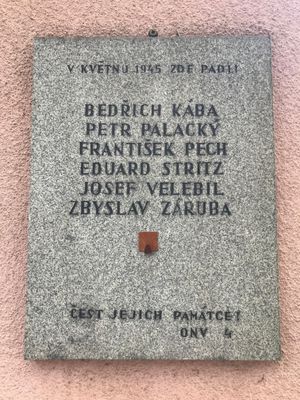 V KVĚTNU 1945 ZDE PADLI
BEDŘICH KÁBA
PETR PALACKÝ
FRANTIŠEK PECH
EDUARD STRITZ
JOSEF VELEBIL
ZBYSLAV ZÁRUBA
ČEST JEJICH PAMÁTCE!
ONV 4